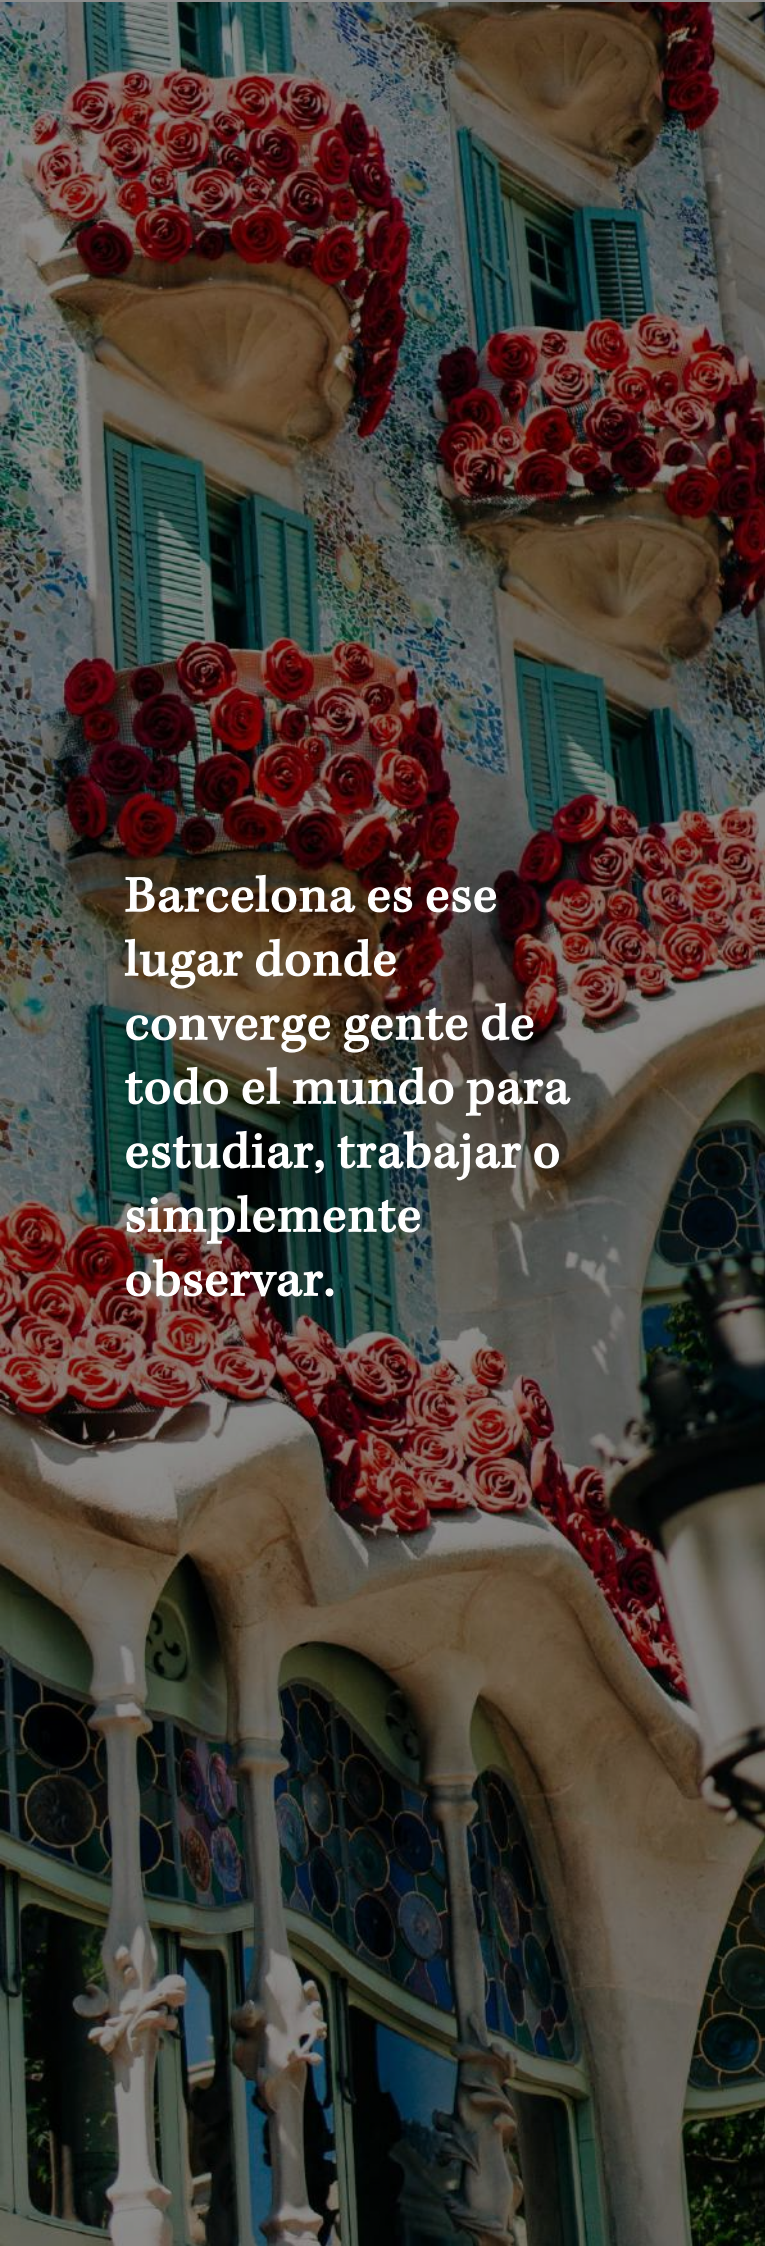 Barcelona es ese
lugar donde
converge gente de
todo el mundo para
estudiar, trabajar o
simplemente
observar.